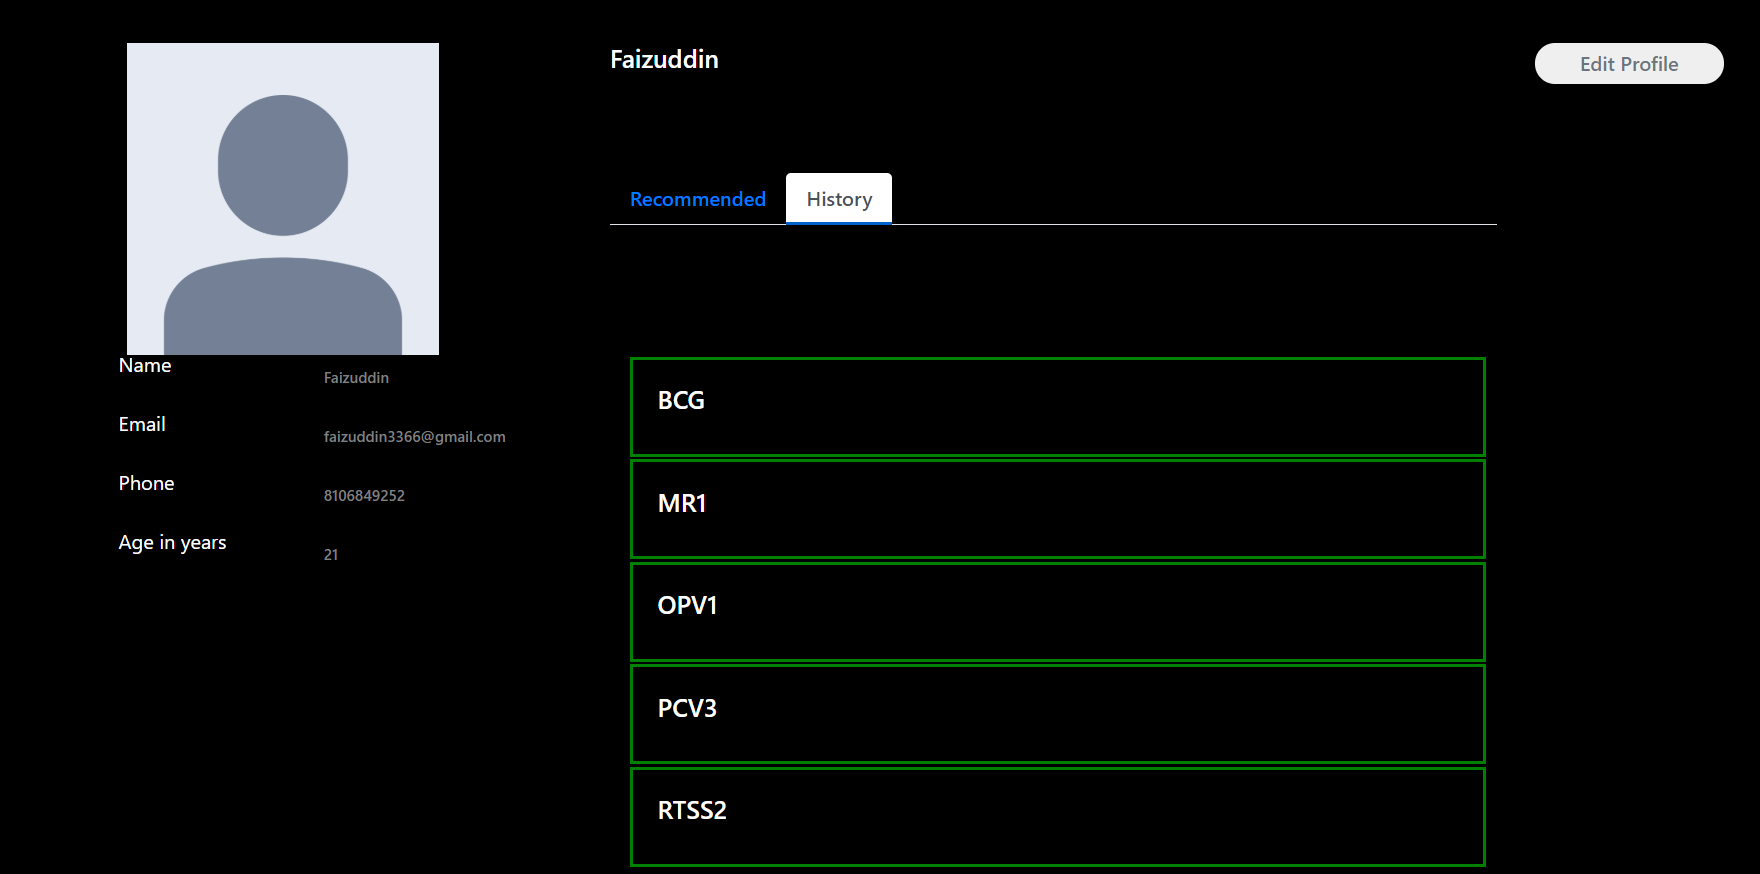 Faizuddin
Edit Profile
Recommended
History
Name
Faizuddin
Email
faizuddin3366@gmail.com
Phone
8106849252
Age in years
21
BCG
MR1
OPV1
PCV3
RTSS2